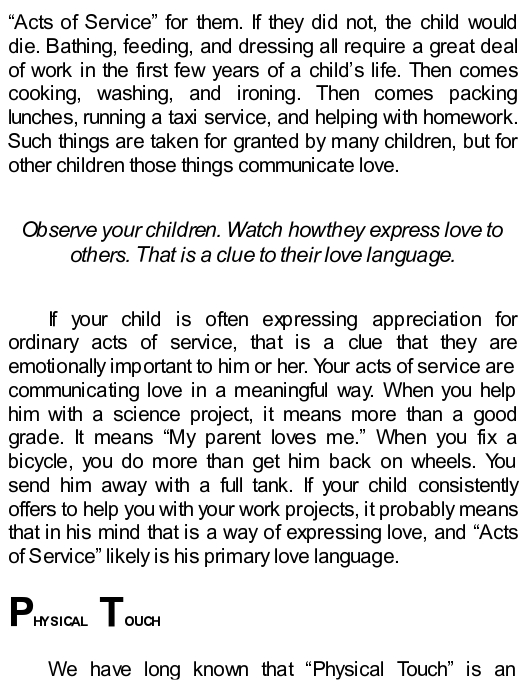 “Acts of Service” for them. If they did not, the child would
die. Bathing, feeding, and dressing all require a great deal
of work in the first few years of a child’s life. Then comes
cooking, washing, and ironing. Then comes packing
lunches, running a taxi service, and helping with homework.
Such things are taken for granted by many children, but for
other children those things communicate love.
Observe your children. Watch how they express love to
others. That is a clue to their love language.
If your child is often expressing appreciation for
ordinary acts of service, that is a clue that they are
emotionally important to him or her. Your acts of service are
communicating love in a meaningful way. When you help
him with a science project, it means more than a good
grade. It means “My parent loves me.” When you fix a
bicycle, you do more than get him back on wheels. You
send him away with a full tank. If your child consistently
offers to help you with your work projects, it probably means
that in his mind that is a way of expressing love, and “Acts
of Service” likely is his primary love language.
PHYSICAL TOUCH
We have long known that “Physical Touch” is an